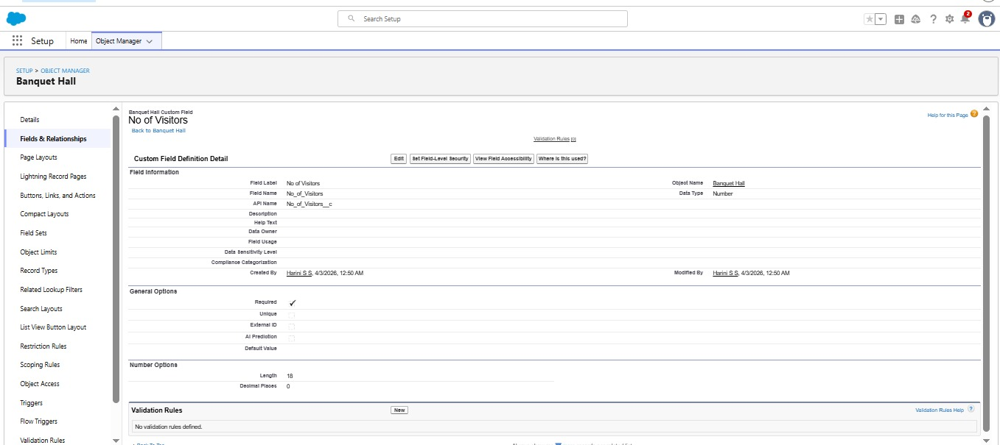 Search Setup
2
Setup
Home
Object Manager
SETUP > OBJECT MANAGER
Banquet Hall
Details
Fields & Relationships
Page Layouts
Lightning Record Pages
Buttons, Links, and Actions
Compact Layouts
Field Sets
Object Limits
Record Types
Related Lookup Filters
Search Layouts
List View Button Layout
Restriction Rules
Scoping Rules
Object Access
Triggers
Flow Triggers
Validation Rules
Banquet Hall Custom Field
No of Visitors
Back to Banquet Hall
Help for this Page ?
Validation Rules [0]
Custom Field Definition Detail
Edit Set Field-Level Security View Field Accessibility Where is this used?
Field Information
Field Label No of Visitors Object Name Banquet Hall
Field Name No_of_Visitors Data Type Number
API Name No_of_Visitors__c
Description
Help Text
Data Owner
Field Usage
Data Sensitivity Level
Compliance Categorization
Created By Harini S S, 4/3/2026, 12:50 AM Modified By Harini S S, 4/3/2026, 12:50 AM
General Options
Required ✓
Unique
External ID
AI Prediction
Default Value
Number Options
Length 18
Decimal Places 0
Validation Rules New Validation Rules Help ?
No validation rules defined.
Back To Top